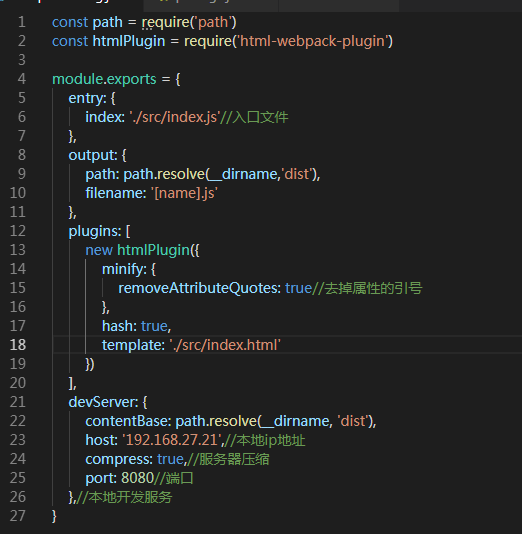 1 const path = require('path')
2 const htmlPlugin = require('html-webpack-plugin')
3
4 module.exports = {
5 entry: {
6 index: './src/index.js'//入口文件
7 },
8 output: {
9 path: path.resolve(__dirname,'dist'),
10 filename: '[name].js'
11 },
12 plugins: [
13 new htmlPlugin({
14 minify: {
15 removeAttributeQuotes: true//去掉属性的引号
16 },
17 hash: true,
18 template: './src/index.html'
19 })
20 ],
21 devServer: {
22 contentBase: path.resolve(__dirname, 'dist'),
23 host: '192.168.27.21',//本地ip地址
24 compress: true,//服务器压缩
25 port: 8080//端口
26 },//本地开发服务
27 }